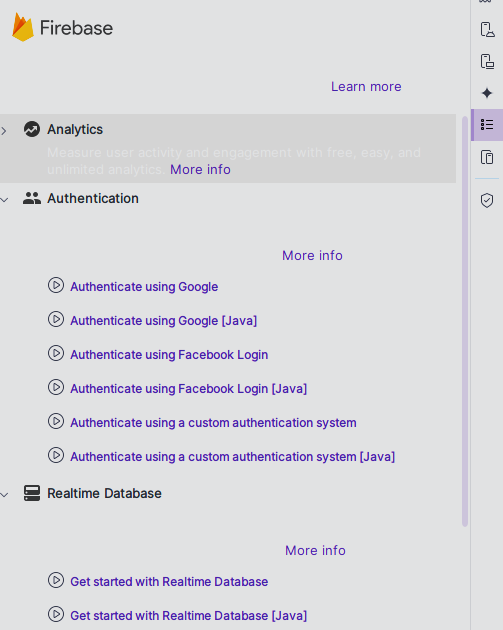 Firebase
Learn more
Analytics
Measure user activity and engagement with free, easy, and
unlimited analytics. More info
Authentication
More info
Authenticate using Google
Authenticate using Google [Java]
Authenticate using Facebook Login
Authenticate using Facebook Login [Java]
Authenticate using a custom authentication system
Authenticate using a custom authentication system [Java]
Realtime Database
More info
Get started with Realtime Database
Get started with Realtime Database [Java]